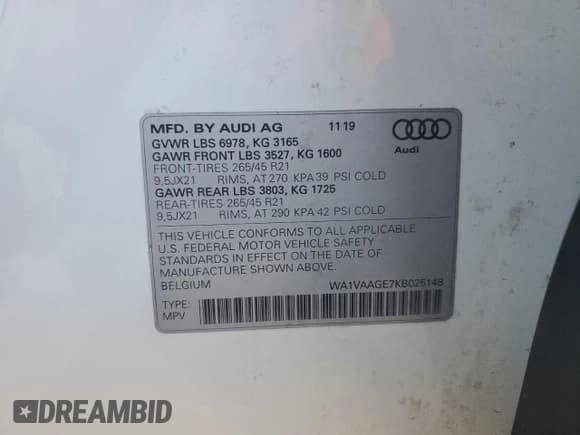 MFD. BY AUDI AG 11 19
GVWR LBS 6978, KG 3165
GAWR FRONT LBS 3527, KG 1600
FRONT-TIRES 265/45 R21
9,5JX21 RIMS, AT 270 KPA 39 PSI COLD
GAWR REAR LBS 3803, KG 1725
REAR-TIRES 265/45 R21
9,5JX21 RIMS, AT 290 KPA 42 PSI COLD
Audi
THIS VEHICLE CONFORMS TO ALL APPLICABLE
U.S. FEDERAL MOTOR VEHICLE SAFETY
STANDARDS IN EFFECT ON THE DATE OF
MANUFACTURE SHOWN ABOVE.
BELGIUM WA1VAAGE7KB025148
TYPE:
MPV
DREAMBID